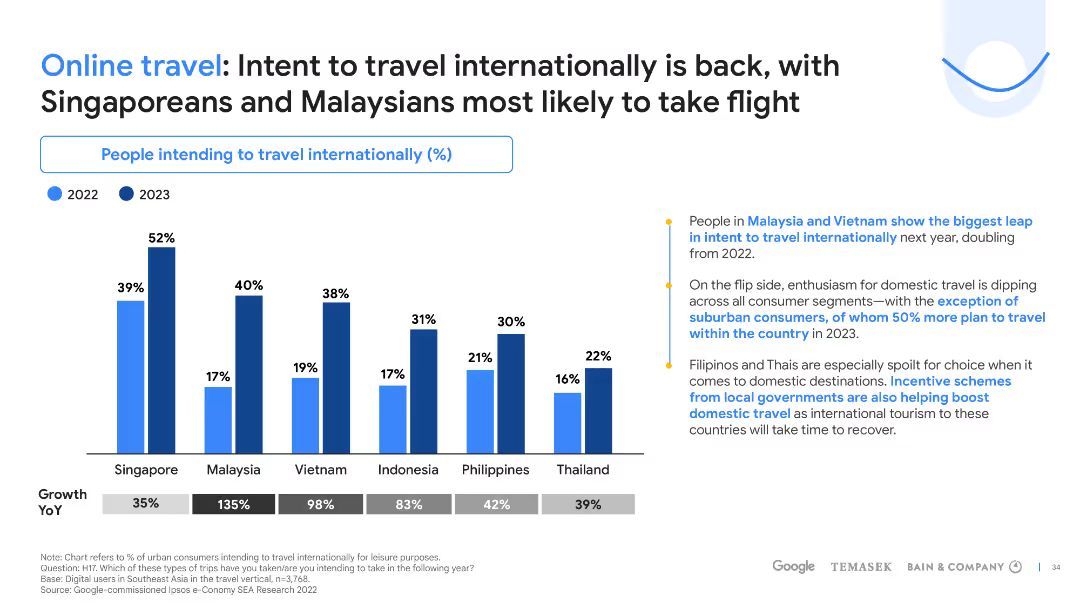 Online travel: Intent to travel internationally is back, with
Singaporeans and Malaysians most likely to take flight
People intending to travel internationally (%)
2022 2023
52%
39%
40%
38%
31%
30%
17%
19%
17%
21%
16%
22%
Singapore Malaysia Vietnam Indonesia Philippines Thailand
Growth
YoY
35% 135% 98% 83% 42% 39%
People in Malaysia and Vietnam show the biggest leap
in intent to travel internationally next year, doubling
from 2022.
On the flip side, enthusiasm for domestic travel is dipping
across all consumer segments—with the exception of
suburban consumers, of whom 50% more plan to travel
within the country in 2023.
Filipinos and Thais are especially spoilt for choice when it
comes to domestic destinations. Incentive schemes
from local governments are also helping boost
domestic travel as international tourism to these
countries will take time to recover.
Note: Chart refers to % of urban consumers intending to travel internationally for leisure purposes.
Question: H17. Which of these types of trips have you taken/are you intending to take in the following year?
Base: Digital users in Southeast Asia in the travel vertical, n=3,768.
Source: Google-commissioned Ipsos e-Conomy SEA Research 2022
Google TEMASEK BAIN & COMPANY | 34